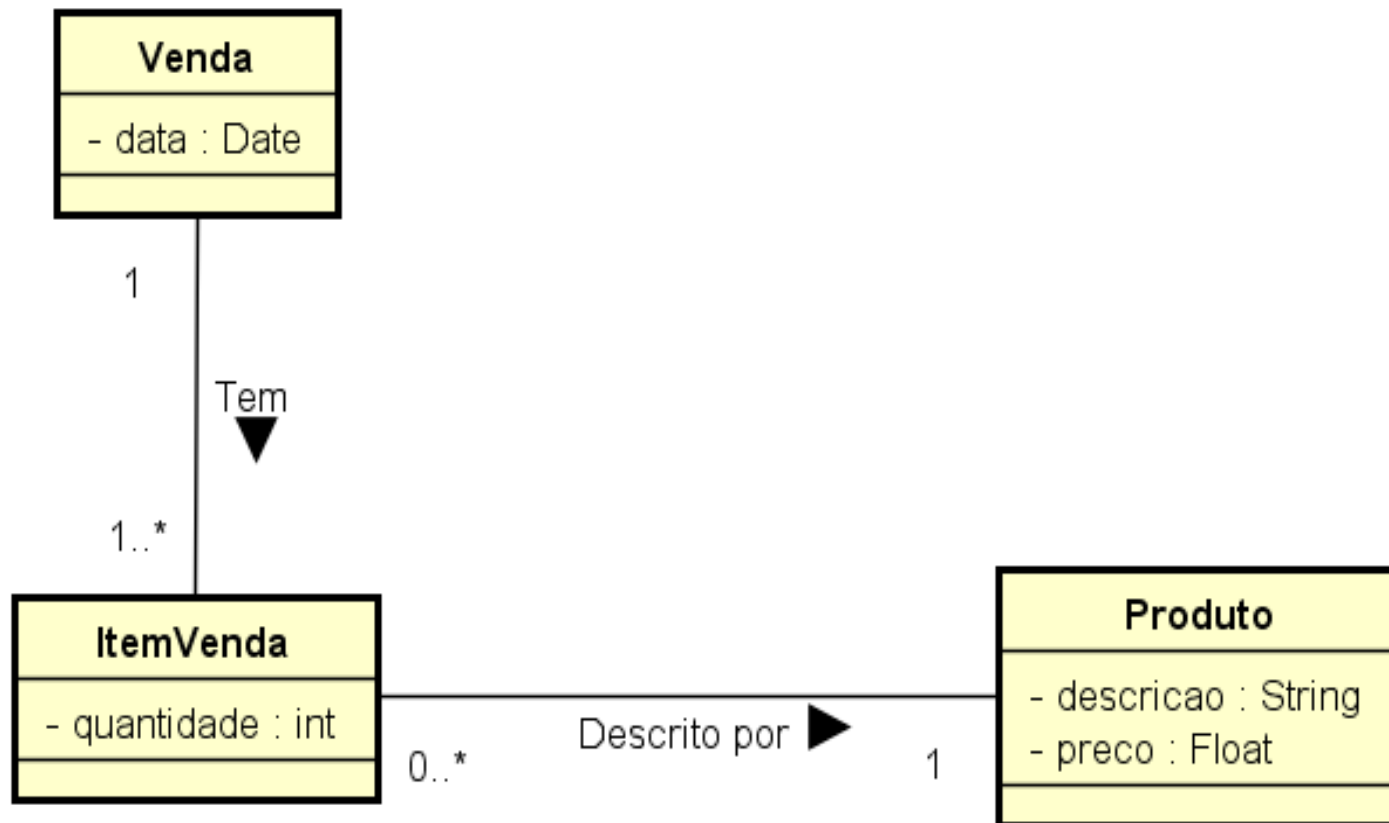 Venda
- data : Date
1
Tem
1..*
ItemVenda
- quantidade : int
0..*
Descrito por
1
Produto
- descricao : String
- preco : Float